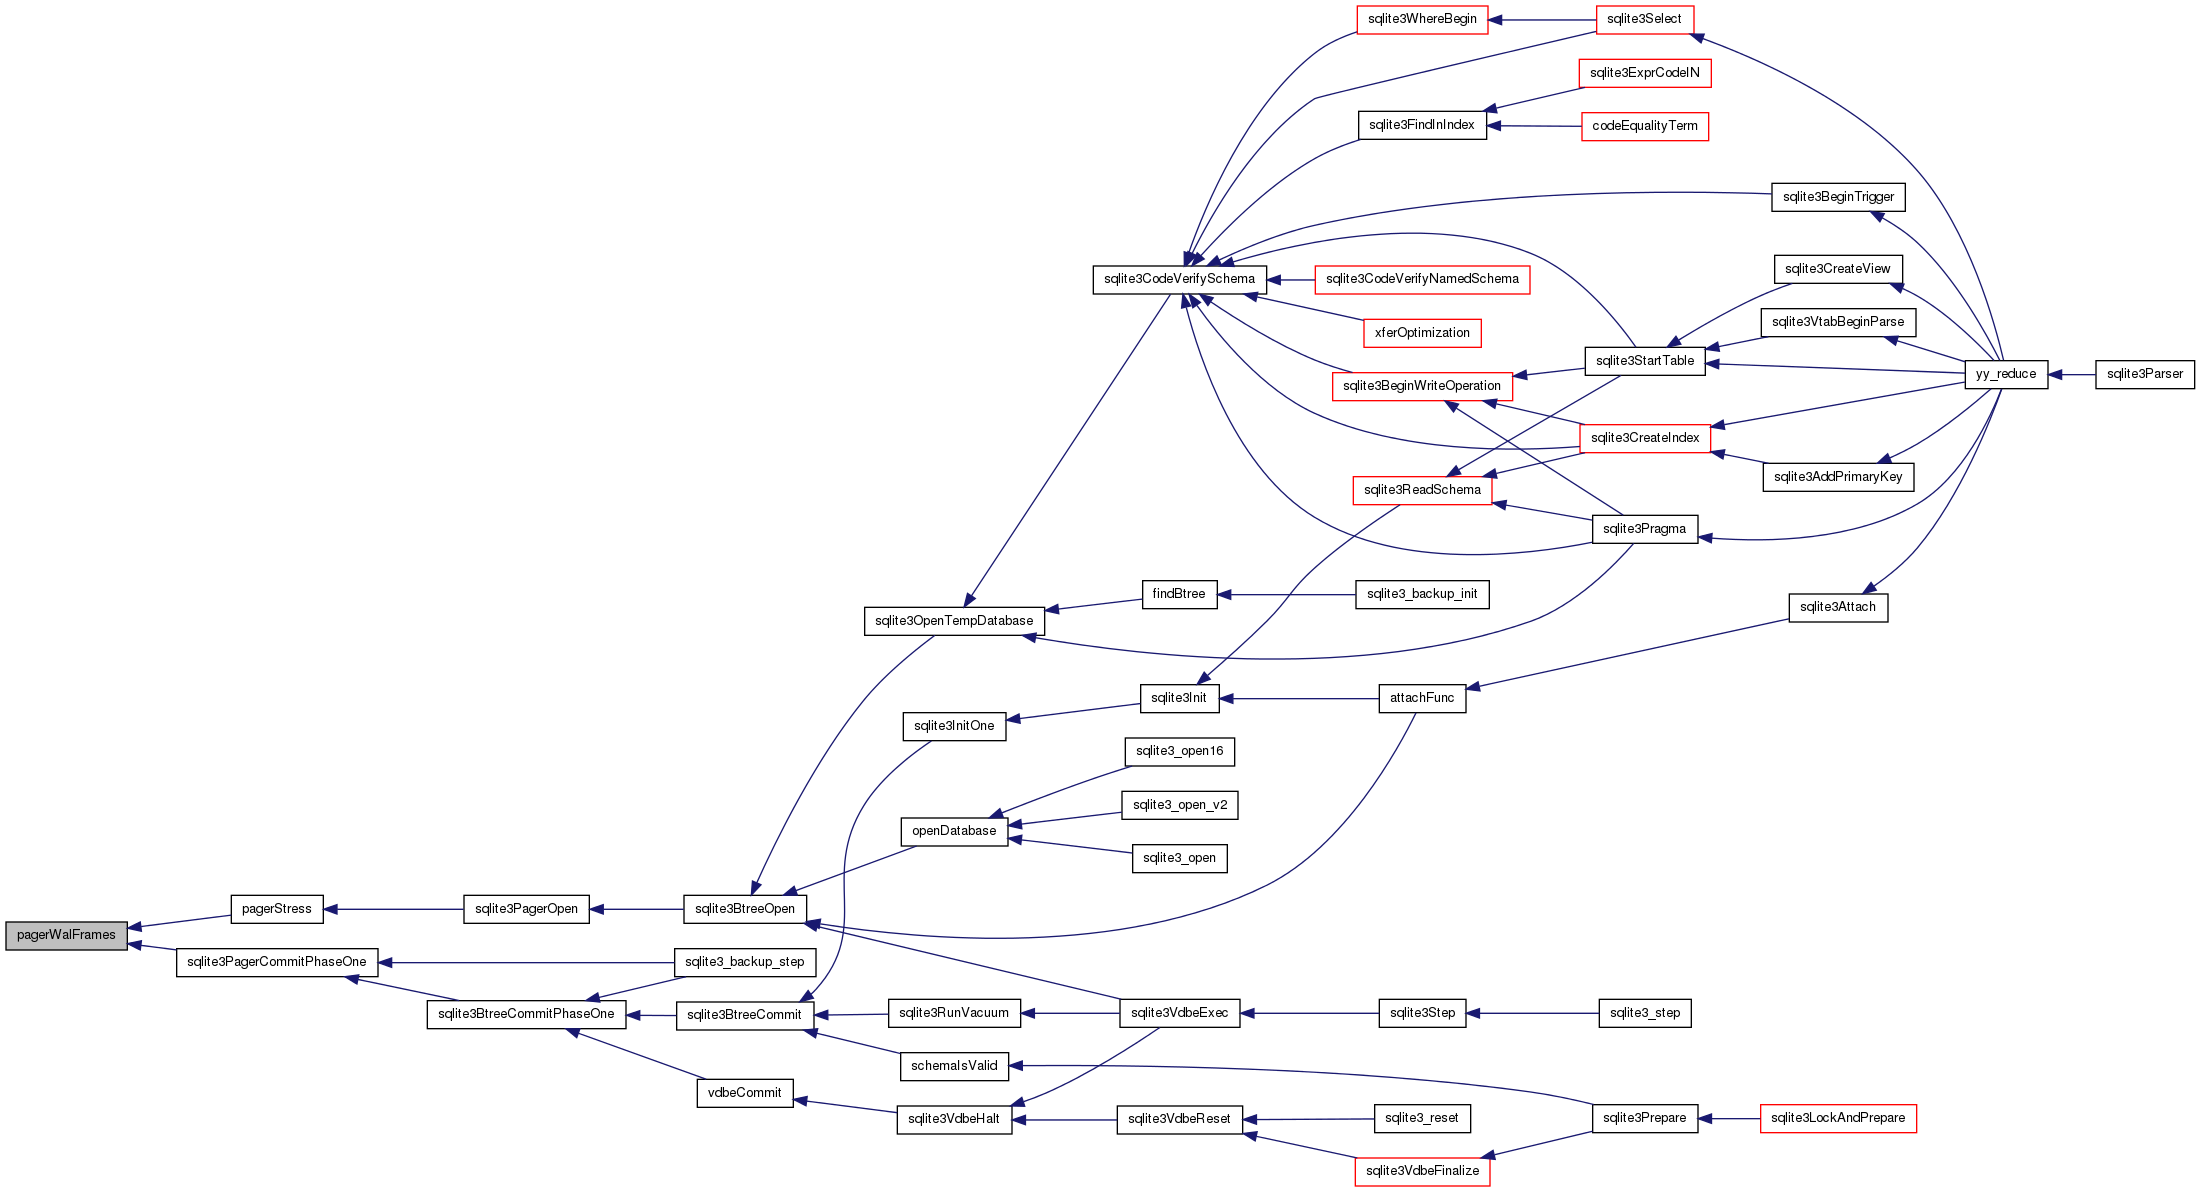 sqlite3WhereBegin
sqlite3Select
sqlite3ExprCodeIN
sqlite3FindInIndex
codeEqualityTerm
sqlite3BeginTrigger
sqlite3CodeVerifySchema
sqlite3CodeVerifyNamedSchema
sqlite3CreateView
xferOptimization
sqlite3VtabBeginParse
sqlite3StartTable
sqlite3BeginWriteOperation
yy_reduce
sqlite3Parser
sqlite3CreateIndex
sqlite3AddPrimaryKey
sqlite3ReadSchema
sqlite3Pragma
findBtree
sqlite3_backup_init
sqlite3Attach
sqlite3OpenTempDatabase
sqlite3Init
attachFunc
sqlite3InitOne
sqlite3_open16
sqlite3_open_v2
openDatabase
sqlite3_open
pagerStress
sqlite3PagerOpen
sqlite3BtreeOpen
pagerWalFrames
sqlite3PagerCommitPhaseOne
sqlite3_backup_step
sqlite3BtreeCommitPhaseOne
sqlite3BtreeCommit
sqlite3RunVacuum
sqlite3VdbeExec
sqlite3Step
sqlite3_step
schemaIsValid
vdbeCommit
sqlite3VdbeHalt
sqlite3VdbeReset
sqlite3_reset
sqlite3Prepare
sqlite3LockAndPrepare
sqlite3VdbeFinalize